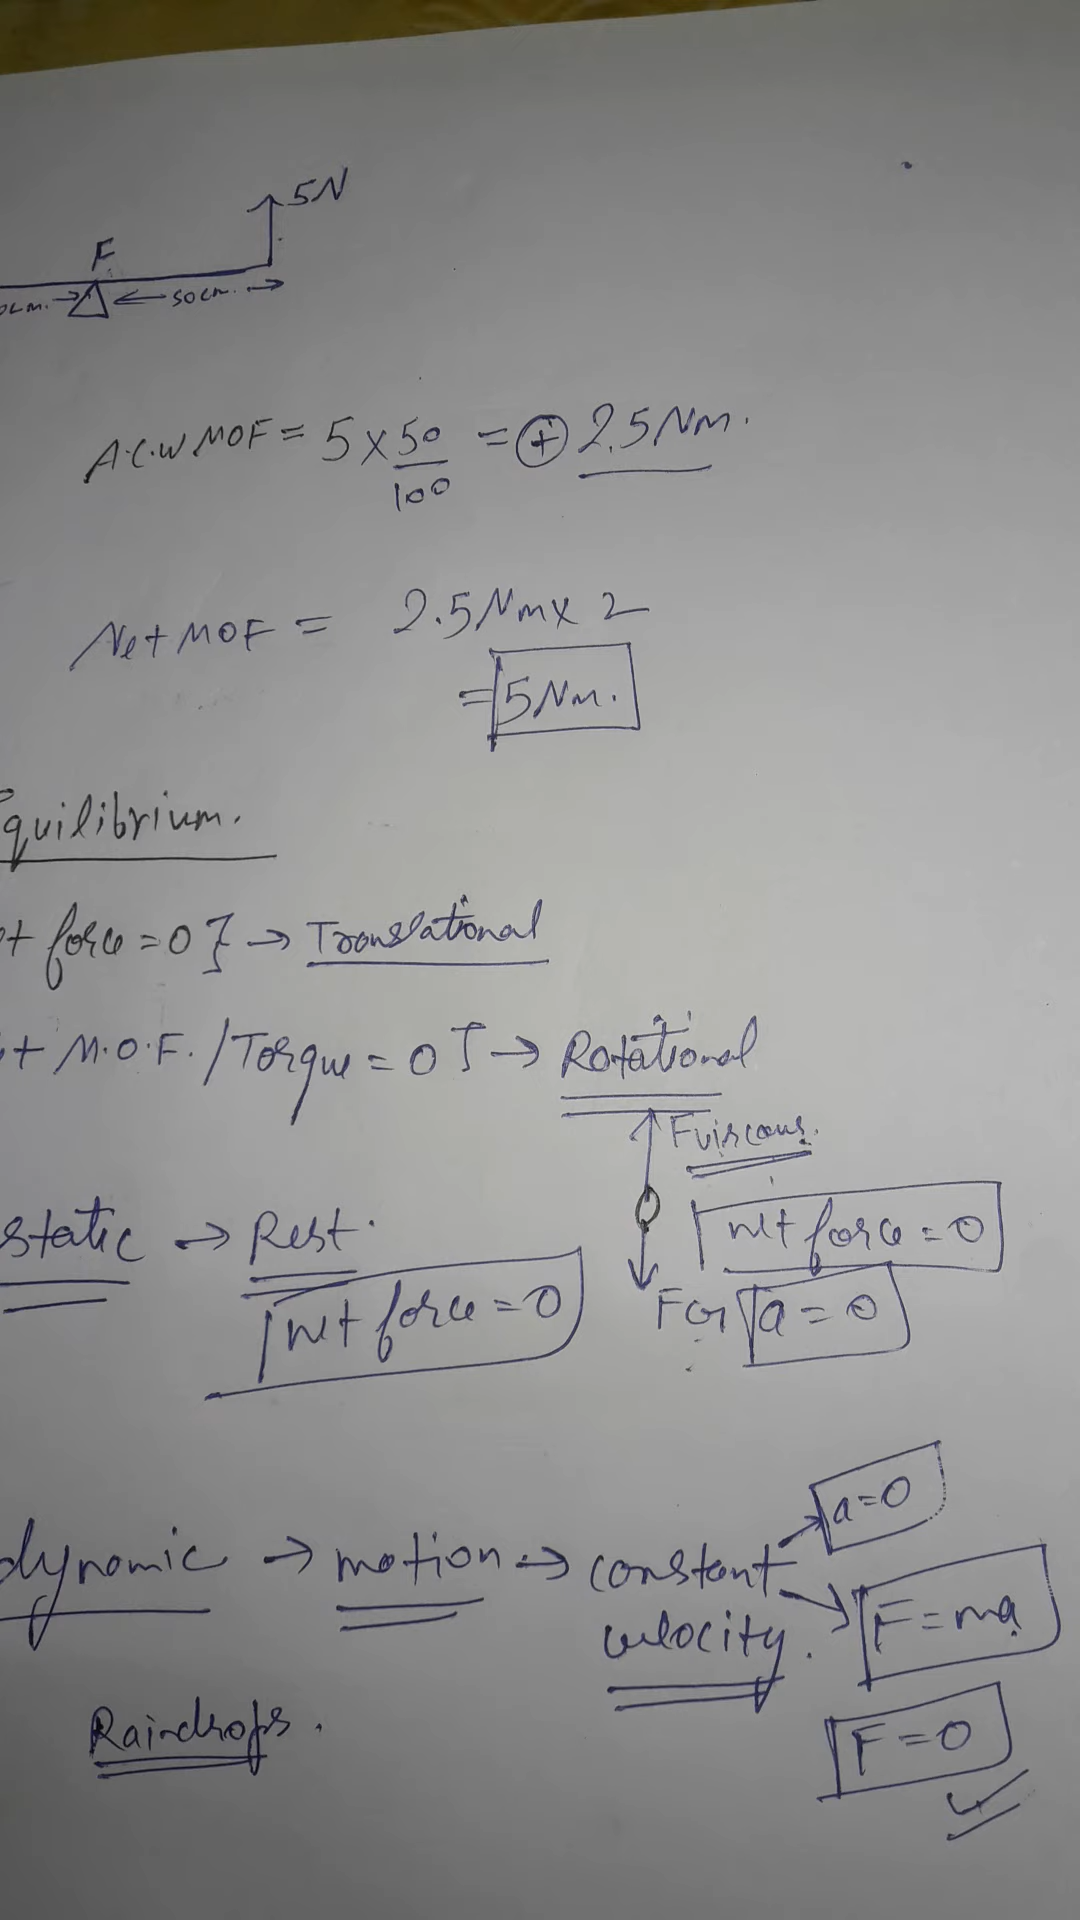 5N
F
cm. 50cm.
A.C.W MOF = 5 x 50/100 = + 2.5 Nm.
Net MOF = 2.5 Nm x 2
= 5 Nm.
quilibrium.
t force = 0 } → Translational
t M.O.F. / Torque = 0 } → Rotational
Fviscous.
static → Rest.
net force = 0
net force = 0
FG a = 0
dynamic → motion → constant velocity.
a = 0
F = ma
F = 0
Raindrops.